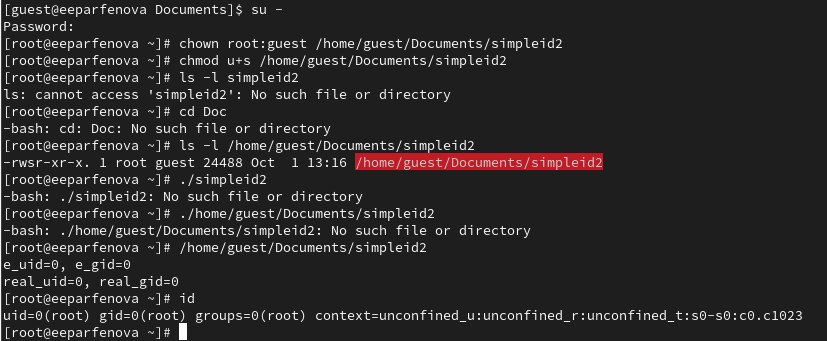 [guest@eeparfenova Documents]$ su -
Password:
[root@eeparfenova ~]# chown root:guest /home/guest/Documents/simpleid2
[root@eeparfenova ~]# chmod u+s /home/guest/Documents/simpleid2
[root@eeparfenova ~]# ls -l simpleid2
ls: cannot access 'simpleid2': No such file or directory
[root@eeparfenova ~]# cd Doc
-bash: cd: Doc: No such file or directory
[root@eeparfenova ~]# ls -l /home/guest/Documents/simpleid2
-rwsr-xr-x. 1 root guest 24488 Oct  1 13:16 /home/guest/Documents/simpleid2
[root@eeparfenova ~]# ./simpleid2
-bash: ./simpleid2: No such file or directory
[root@eeparfenova ~]# ./home/guest/Documents/simpleid2
-bash: ./home/guest/Documents/simpleid2: No such file or directory
[root@eeparfenova ~]# /home/guest/Documents/simpleid2
e_uid=0, e_gid=0
real_uid=0, real_gid=0
[root@eeparfenova ~]# id
uid=0(root) gid=0(root) groups=0(root) context=unconfined_u:unconfined_r:unconfined_t:s0-s0:c0.c1023
[root@eeparfenova ~]#